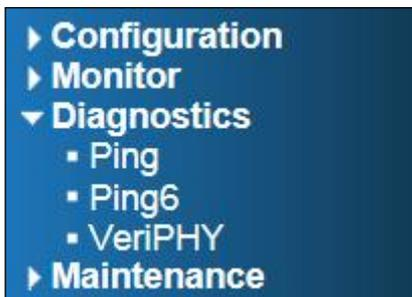 Configuration
Monitor
Diagnostics
Ping
Ping6
VeriPHY
Maintenance